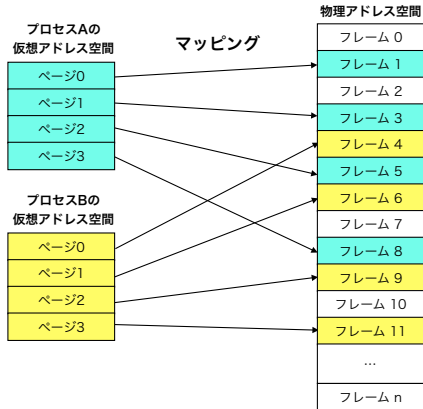 プロセスAの
仮想アドレス空間
ページ0
ページ1
ページ2
ページ3
プロセスBの
仮想アドレス空間
ページ0
ページ1
ページ2
ページ3
マッピング
物理アドレス空間
フレーム 0
フレーム 1
フレーム 2
フレーム 3
フレーム 4
フレーム 5
フレーム 6
フレーム 7
フレーム 8
フレーム 9
フレーム 10
フレーム 11
...
フレーム n